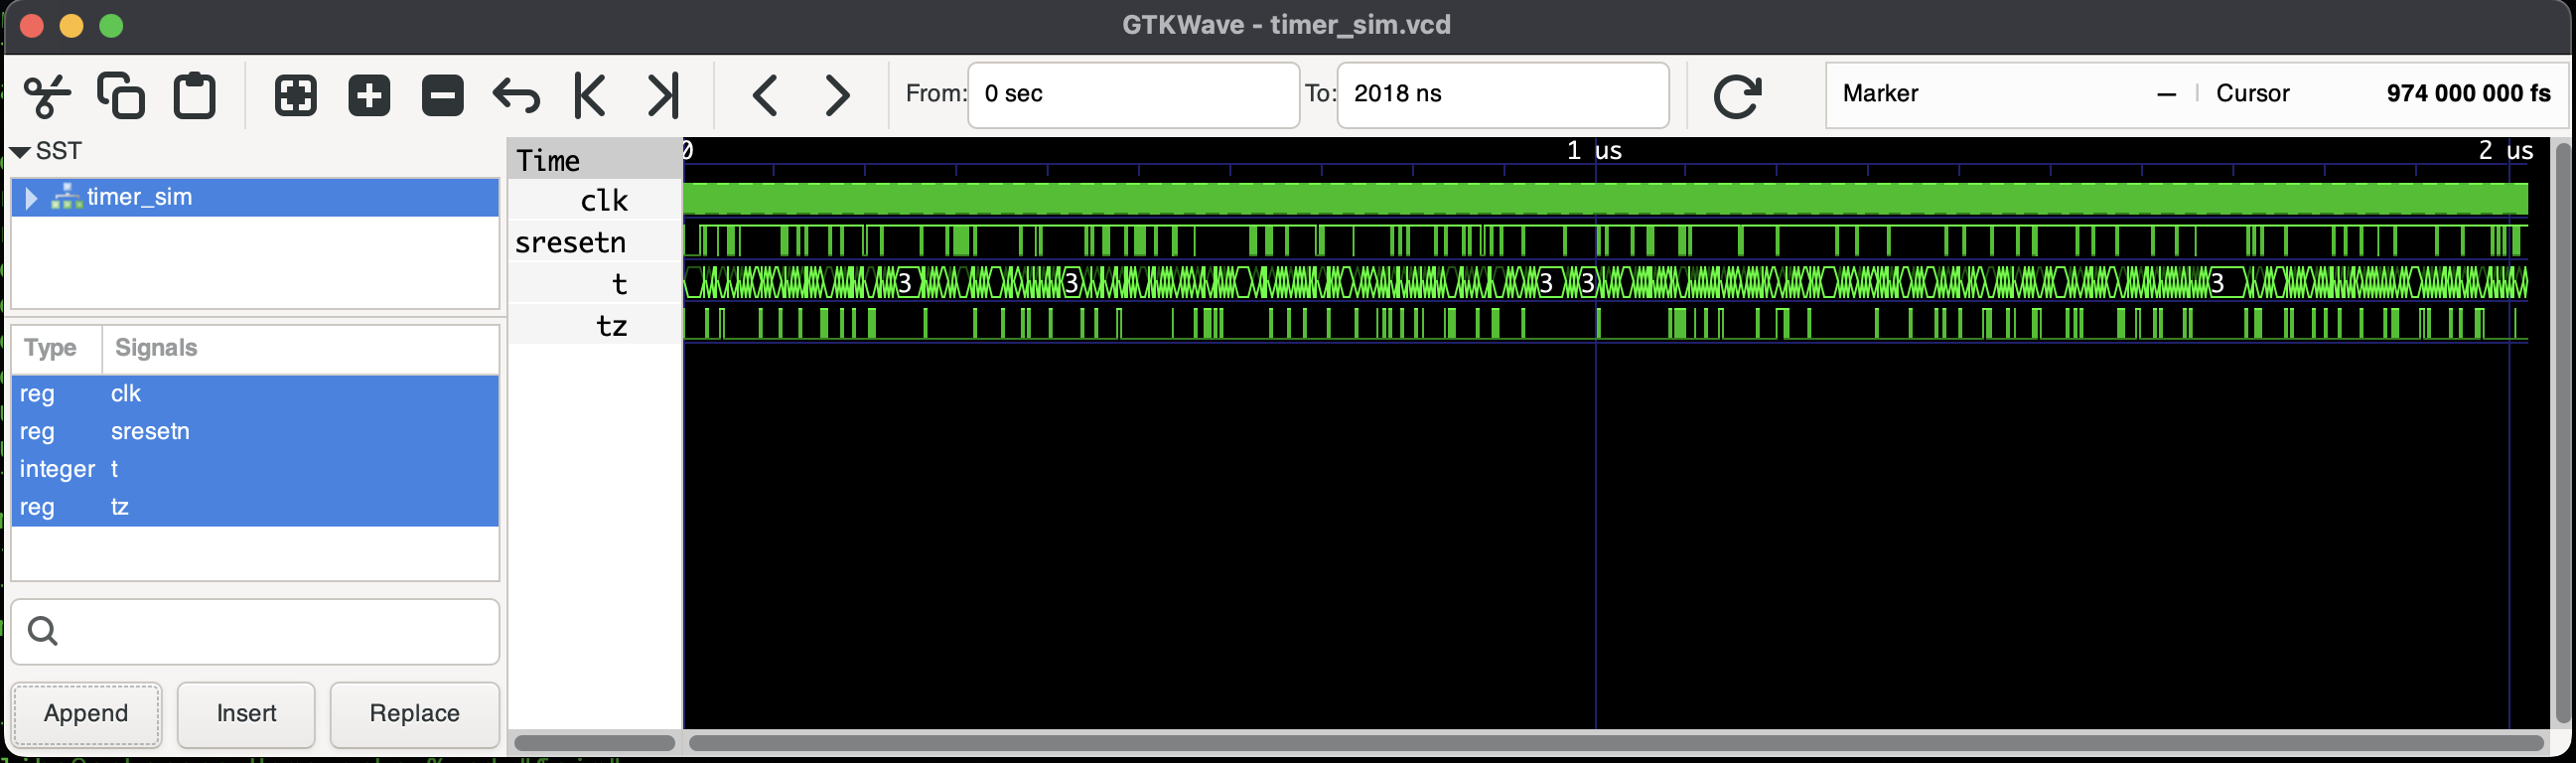 GTKWave - timer_sim.vcd
From: 0 sec To: 2018 ns Marker — | Cursor 974 000 000 fs
SST
timer_sim
Type Signals
reg clk
reg sresetn
integer t
reg tz
Append Insert Replace
Time
clk
sresetn
t
tz
0 1 us 2 us
3 3 3 3 3